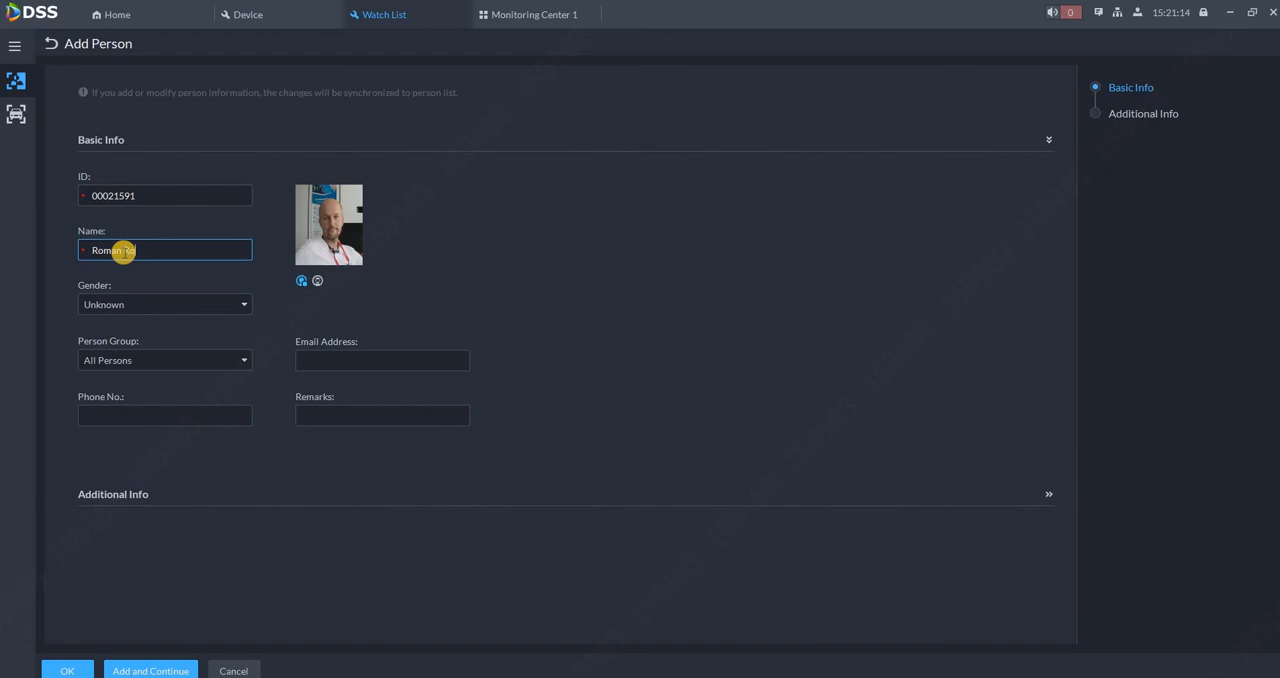 DSS
Home
Device
Watch List
Monitoring Center 1
0
15:21:14
Add Person
If you add or modify person information, the changes will be synchronized to person list.
Basic Info
Additional Info
Basic Info
ID:
* 00021591
Name:
* Roman Ro
Gender:
Unknown
Person Group:
All Persons
Email Address:
Phone No.:
Remarks:
Additional Info
OK
Add and Continue
Cancel